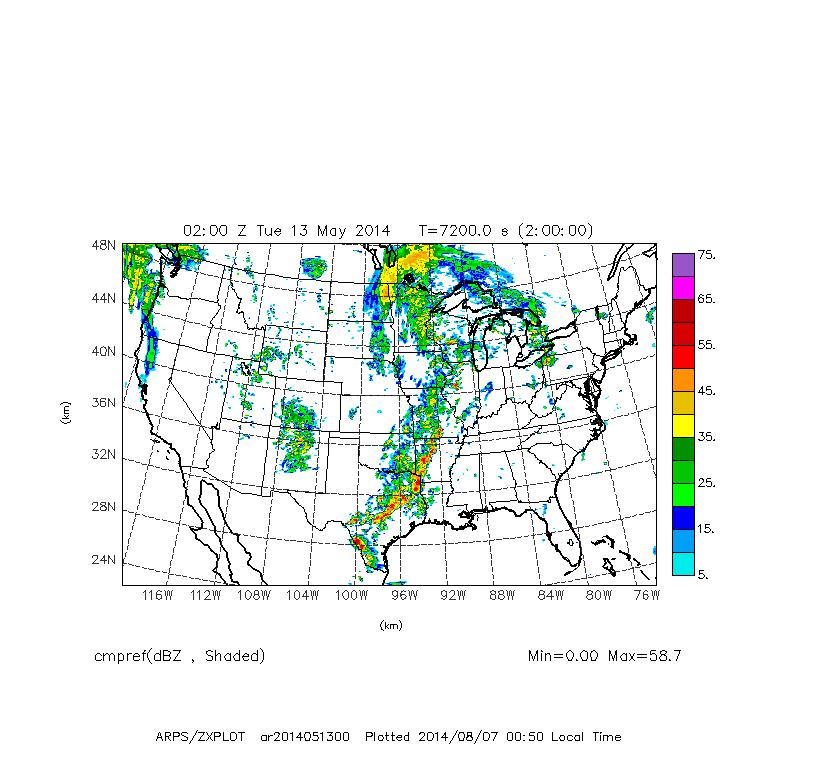 02:00 Z Tue 13 May 2014 T=7200.0 s (2:00:00)
48N
44N
40N
36N
32N
28N
24N
(km)
75.
65.
55.
45.
35.
25.
15.
5.
116W 112W 108W 104W 100W 96W 92W 88W 84W 80W 76W
(km)
cmpref(dBZ , Shaded) Min=0.00 Max=58.7
ARPS/ZXPLOT ar2014051300 Plotted 2014/08/07 00:50 Local Time